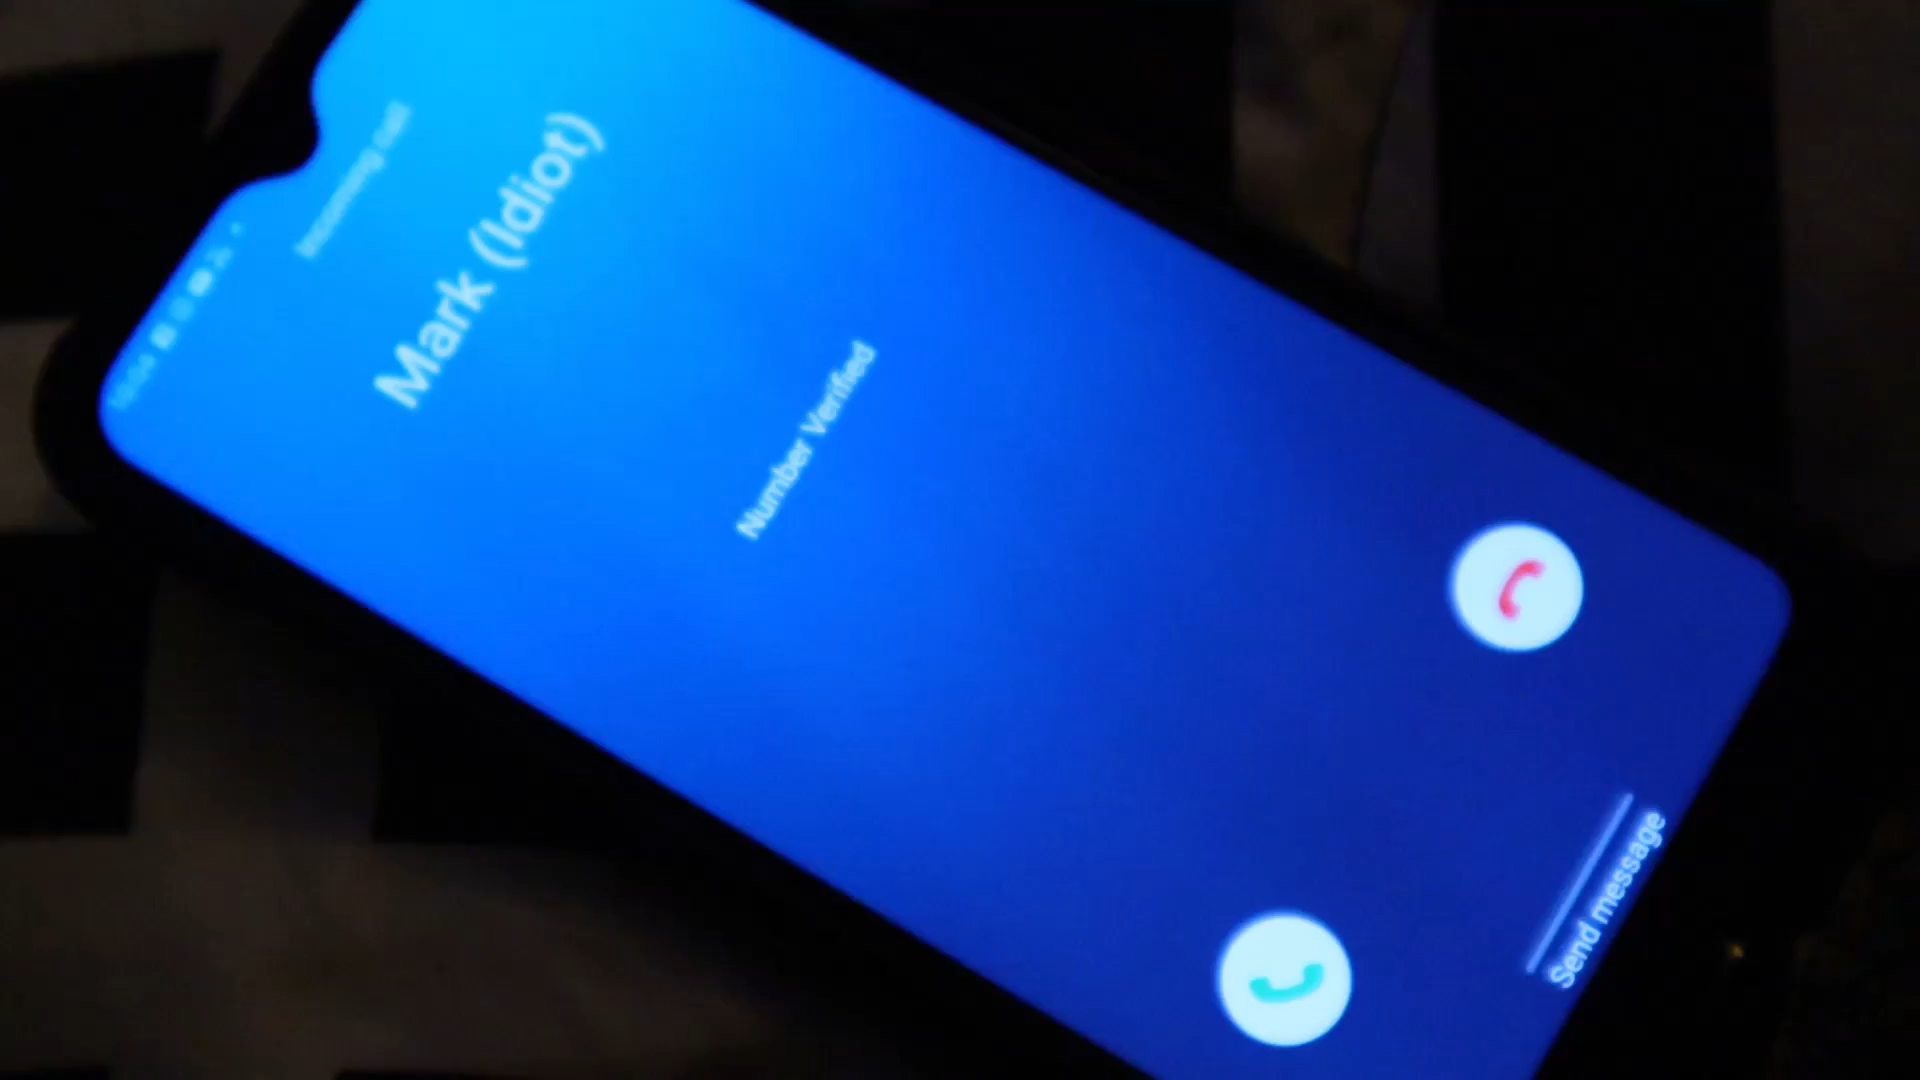 Incoming call
Mark (Idiot)
Number Verified
Send message